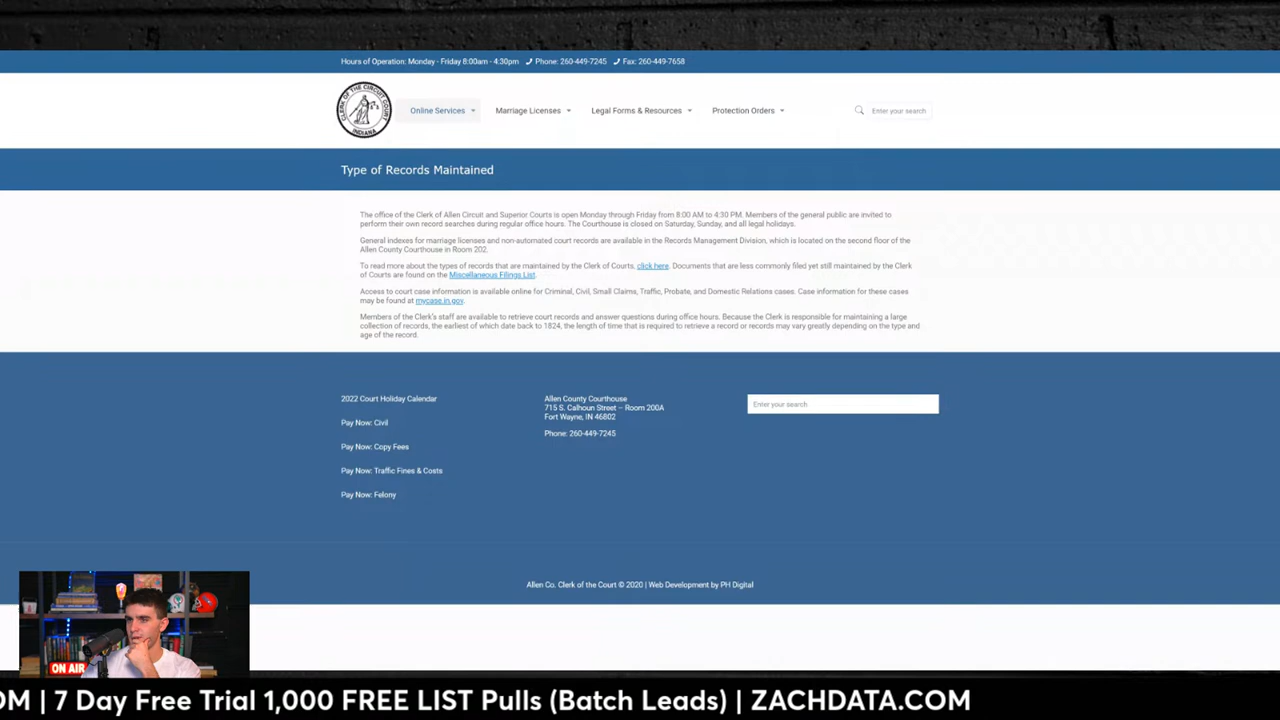 Hours of Operation: Monday - Friday 8:00am - 4:30pm Phone: 260-449-7245 Fax: 260-449-7658
CLERK OF THE CIRCUIT COURT
INDIANA
Online Services Marriage Licenses Legal Forms & Resources Protection Orders Enter your search
Type of Records Maintained
The office of the Clerk of Allen Circuit and Superior Courts is open Monday through Friday from 8:00 AM to 4:30 PM. Members of the general public are invited to
perform their own record searches during regular office hours. The Courthouse is closed on Saturday, Sunday, and all legal holidays.
General indexes for marriage licenses and non-automated court records are available in the Records Management Division, which is located on the second floor of the
Allen County Courthouse in Room 202.
To read more about the types of records that are maintained by the Clerk of Courts, click here. Documents that are less commonly filed yet still maintained by the Clerk
of Courts are found on the Miscellaneous Filings List.
Access to court case information is available online for Criminal, Civil, Small Claims, Traffic, Probate, and Domestic Relations cases. Case information for these cases
may be found at mycase.in.gov.
Members of the Clerk's staff are available to retrieve court records and answer questions during office hours. Because the Clerk is responsible for maintaining a large
collection of records, the earliest of which date back to 1824, the length of time that is required to retrieve a record or records may vary greatly depending on the type and
age of the record.
2022 Court Holiday Calendar
Pay Now: Civil
Pay Now: Copy Fees
Pay Now: Traffic Fines & Costs
Pay Now: Felony
Allen County Courthouse
715 S. Calhoun Street – Room 200A
Fort Wayne, IN 46802
Phone: 260-449-7245
Enter your search
Allen Co. Clerk of the Court © 2020 | Web Development by PH Digital
ON AIR
OM | 7 Day Free Trial 1,000 FREE LIST Pulls (Batch Leads) | ZACHDATA.COM